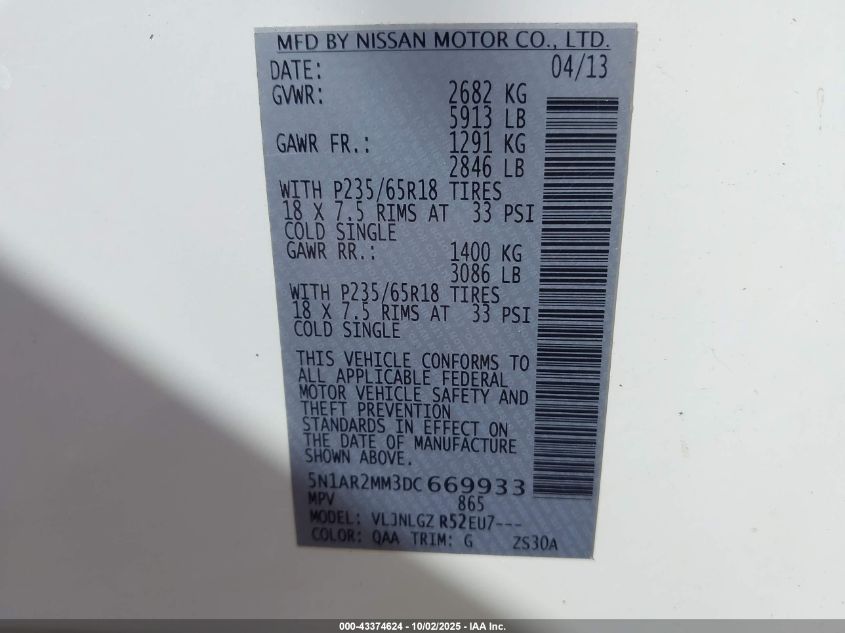 MFD BY NISSAN MOTOR CO., LTD.
DATE: 04/13
GVWR: 2682 KG
5913 LB
GAWR FR.: 1291 KG
2846 LB
WITH P235/65R18 TIRES
18 X 7.5 RIMS AT 33 PSI
COLD SINGLE
GAWR RR.: 1400 KG
3086 LB
WITH P235/65R18 TIRES
18 X 7.5 RIMS AT 33 PSI
COLD SINGLE
THIS VEHICLE CONFORMS TO
ALL APPLICABLE FEDERAL
MOTOR VEHICLE SAFETY AND
THEFT PREVENTION
STANDARDS IN EFFECT ON
THE DATE OF MANUFACTURE
SHOWN ABOVE.
5N1AR2MM3DC669933
MPV 865
MODEL: VLJNLGZ R52EU7---
COLOR: QAA TRIM: G ZS30A
000-43374624 - 10/02/2025 - IAA Inc.